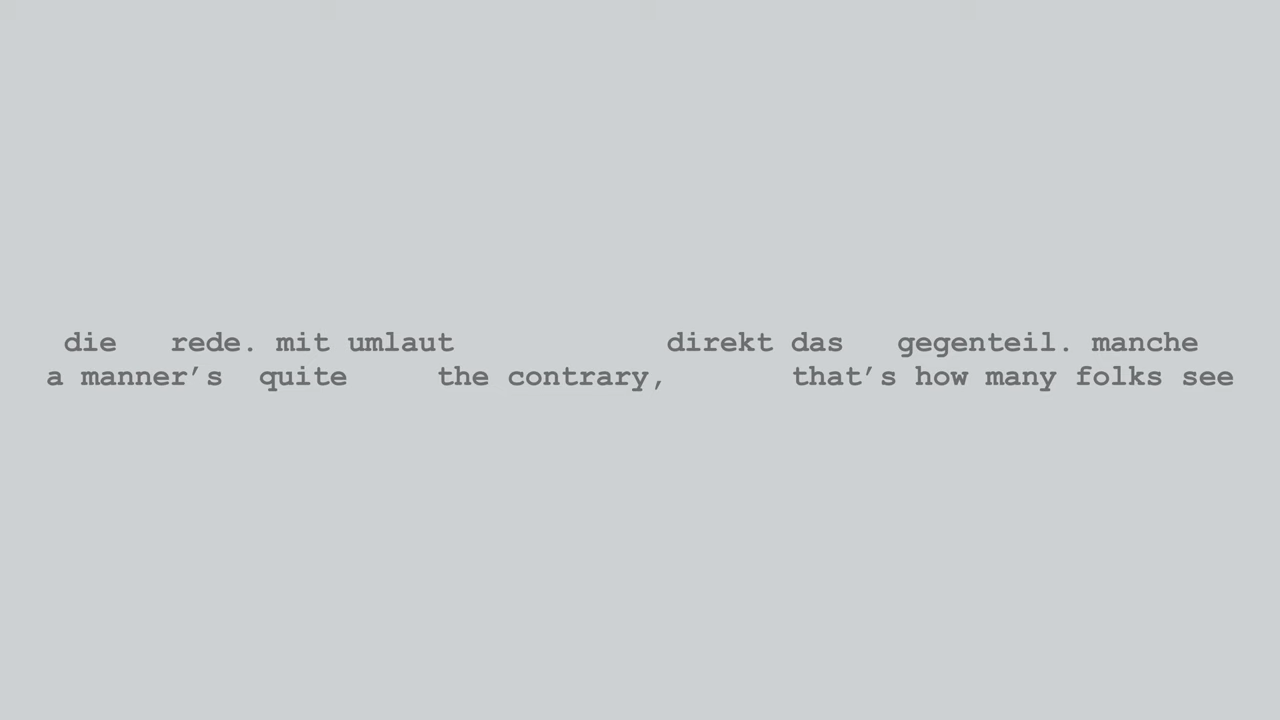 die   rede. mit umlaut            direkt das   gegenteil. manche
a manner’s  quite     the contrary,       that’s how many folks see